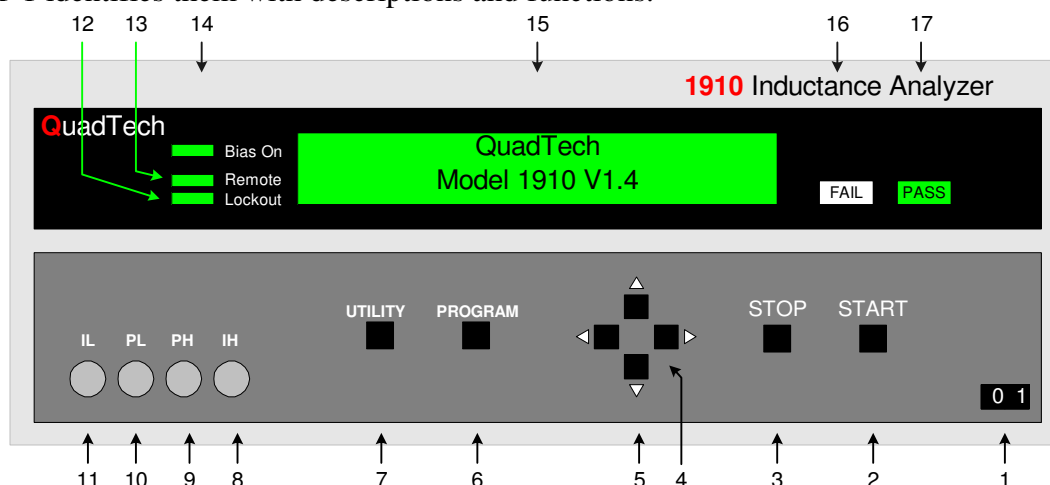 identifies them with descriptions and functions.
12 13 14 15 16 17
1910 Inductance Analyzer
QuadTech
Bias On
Remote
Lockout
QuadTech
Model 1910 V1.4
FAIL PASS
UTILITY PROGRAM
STOP START
IL PL PH IH
0 1
11 10 9 8 7 6 5 4 3 2 1